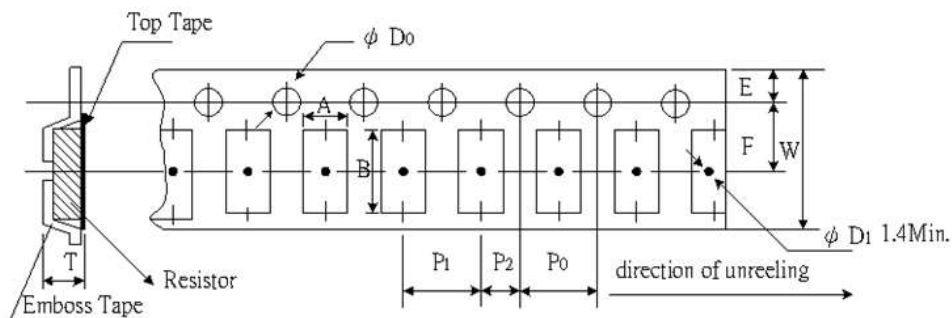 Top Tape
ϕ D0
A
E
F
W
B
T
Resistor
Emboss Tape
P1
P2
P0
ϕ D1 1.4Min.
direction of unreeling